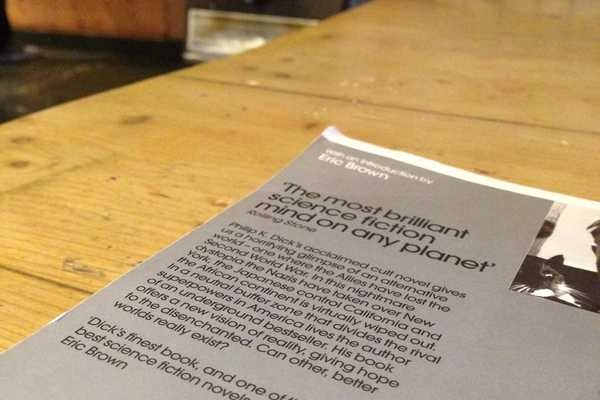 With an introduction by
Eric Brown
'The most brilliant
science fiction
mind on any planet'
Rolling Stone
Philip K. Dick's acclaimed cult novel gives
us a horrifying glimpse of an alternative
world – one where the Allies have lost the
Second World War. In this nightmare
dystopia the Nazis have taken over New
York, the Japanese control California and
the African continent is virtually wiped out.
In a neutral buffer zone that divides the rival
superpowers in America lives the author
of an underground bestseller. His book
offers a new vision of reality, giving hope
to the disenchanted. Can other, better
worlds really exist?
'Dick's finest book, and one of
best science fiction novels
Eric Brown